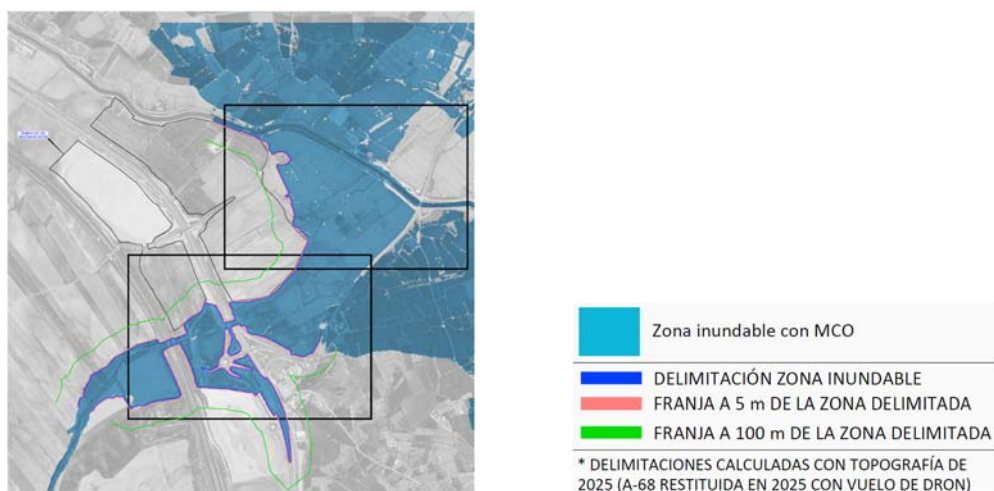 Zona inundable con MCO
DELIMITACIÓN ZONA INUNDABLE
FRANJA A 5 m DE LA ZONA DELIMITADA
FRANJA A 100 m DE LA ZONA DELIMITADA
* DELIMITACIONES CALCULADAS CON TOPOGRAFÍA DE
2025 (A-68 RESTITUIDA EN 2025 CON VUELO DE DRON)